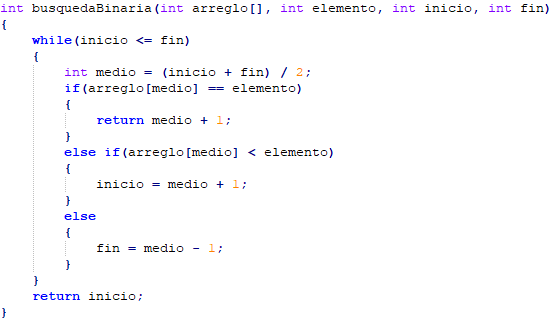 int busquedaBinaria(int arreglo[], int elemento, int inicio, int fin)
{
    while(inicio <= fin)
    {
        int medio = (inicio + fin) / 2;
        if(arreglo[medio] == elemento)
        {
            return medio + 1;
        }
        else if(arreglo[medio] < elemento)
        {
            inicio = medio + 1;
        }
        else
        {
            fin = medio - 1;
        }
    }
    return inicio;
}